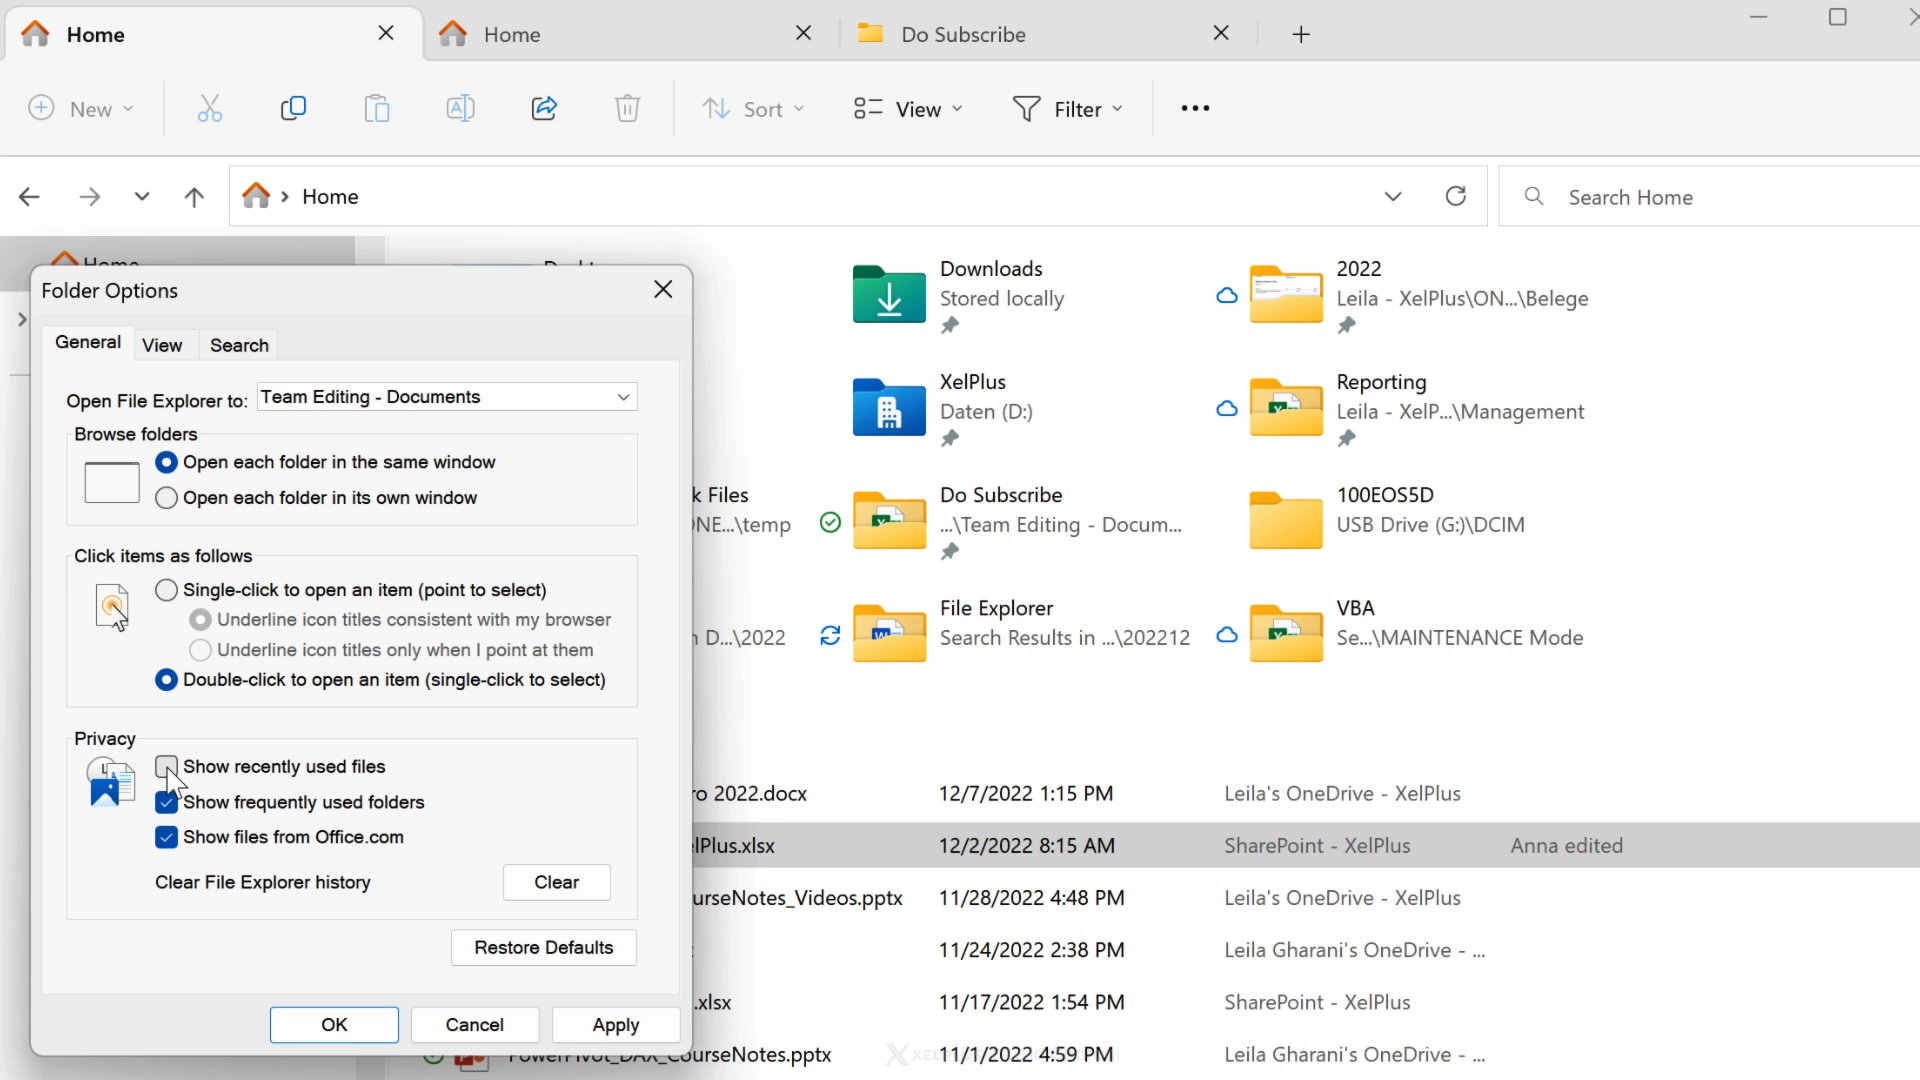 Home
Home
Do Subscribe
New
Sort
View
Filter
Home
Search Home
Home
Folder Options
General
View
Search
Open File Explorer to:
Team Editing - Documents
Browse folders
Open each folder in the same window
Open each folder in its own window
Click items as follows
Single-click to open an item (point to select)
Underline icon titles consistent with my browser
Underline icon titles only when I point at them
Double-click to open an item (single-click to select)
Privacy
Show recently used files
Show frequently used folders
Show files from Office.com
Clear File Explorer history
Clear
Restore Defaults
OK
Cancel
Apply
Downloads
Stored locally
2022
Leila - XelPlus\ON...\Belege
XelPlus
Daten (D:)
Reporting
Leila - XelP...\Management
k Files
NE...\temp
Do Subscribe
...\Team Editing - Docum...
100EOS5D
USB Drive (G:)\DCIM
D...\2022
File Explorer
Search Results in ...\202212
VBA
Se...\MAINTENANCE Mode
ro 2022.docx
12/7/2022 1:15 PM
Leila's OneDrive - XelPlus
elPlus.xlsx
12/2/2022 8:15 AM
SharePoint - XelPlus
Anna edited
urseNotes_Videos.pptx
11/28/2022 4:48 PM
Leila's OneDrive - XelPlus
11/24/2022 2:38 PM
Leila Gharani's OneDrive - ...
.xlsx
11/17/2022 1:54 PM
SharePoint - XelPlus
PowerPivot_DAX_CourseNotes.pptx
11/1/2022 4:59 PM
Leila Gharani's OneDrive - ...